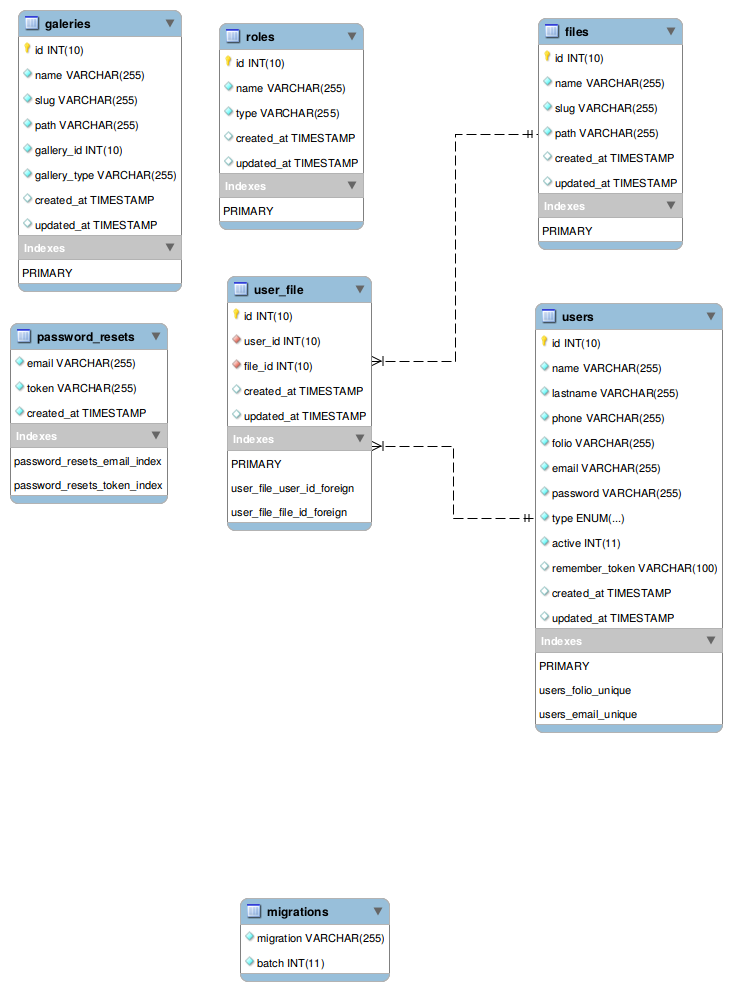 galeries
id INT(10)
name VARCHAR(255)
slug VARCHAR(255)
path VARCHAR(255)
gallery_id INT(10)
gallery_type VARCHAR(255)
created_at TIMESTAMP
updated_at TIMESTAMP
Indexes
PRIMARY
roles
id INT(10)
name VARCHAR(255)
type VARCHAR(255)
created_at TIMESTAMP
updated_at TIMESTAMP
Indexes
PRIMARY
files
id INT(10)
name VARCHAR(255)
slug VARCHAR(255)
path VARCHAR(255)
created_at TIMESTAMP
updated_at TIMESTAMP
Indexes
PRIMARY
password_resets
email VARCHAR(255)
token VARCHAR(255)
created_at TIMESTAMP
Indexes
password_resets_email_index
password_resets_token_index
user_file
id INT(10)
user_id INT(10)
file_id INT(10)
created_at TIMESTAMP
updated_at TIMESTAMP
Indexes
PRIMARY
user_file_user_id_foreign
user_file_file_id_foreign
users
id INT(10)
name VARCHAR(255)
lastname VARCHAR(255)
phone VARCHAR(255)
folio VARCHAR(255)
email VARCHAR(255)
password VARCHAR(255)
type ENUM(...)
active INT(11)
remember_token VARCHAR(100)
created_at TIMESTAMP
updated_at TIMESTAMP
Indexes
PRIMARY
users_folio_unique
users_email_unique
migrations
migration VARCHAR(255)
batch INT(11)